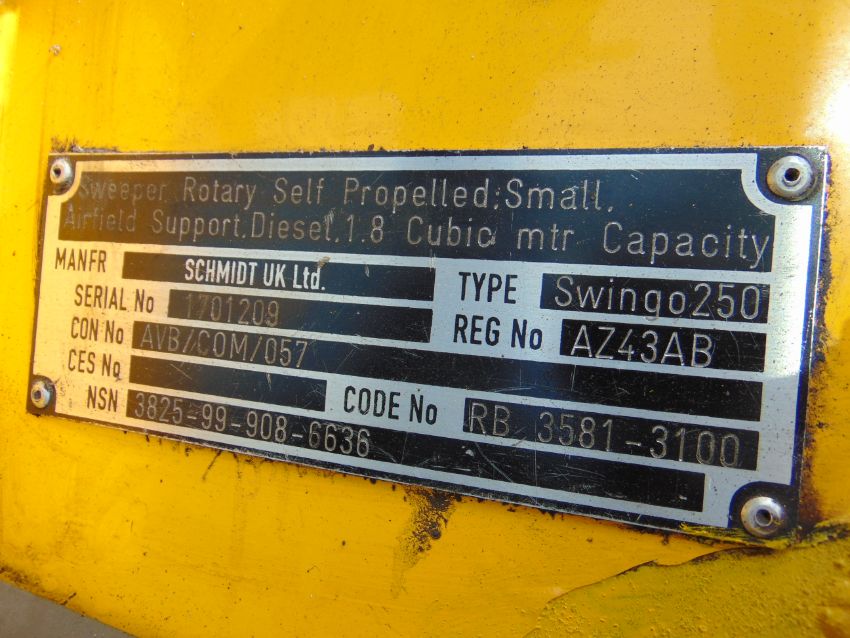 Sweeper Rotary Self Propelled:Small.
Airfield Support.Diesel.1.8 Cubic mtr Capacity
MANFR SCHMIDT UK Ltd. TYPE Swingo250
SERIAL No 1701209 REG No AZ43AB
CON No AVB/COM/057
CES No CODE No RB 3581-3100
NSN 3825-99-908-6636